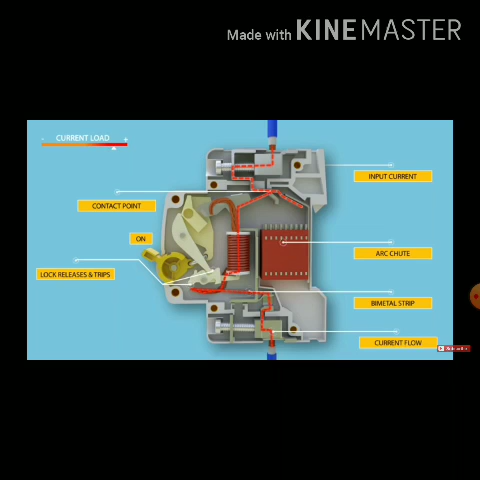 Made with KINEMASTER
- CURRENT LOAD +
INPUT CURRENT
CONTACT POINT
ON
ARC CHUTE
LOCK RELEASES & TRIPS
BIMETAL STRIP
CURRENT FLOW
Subscribe